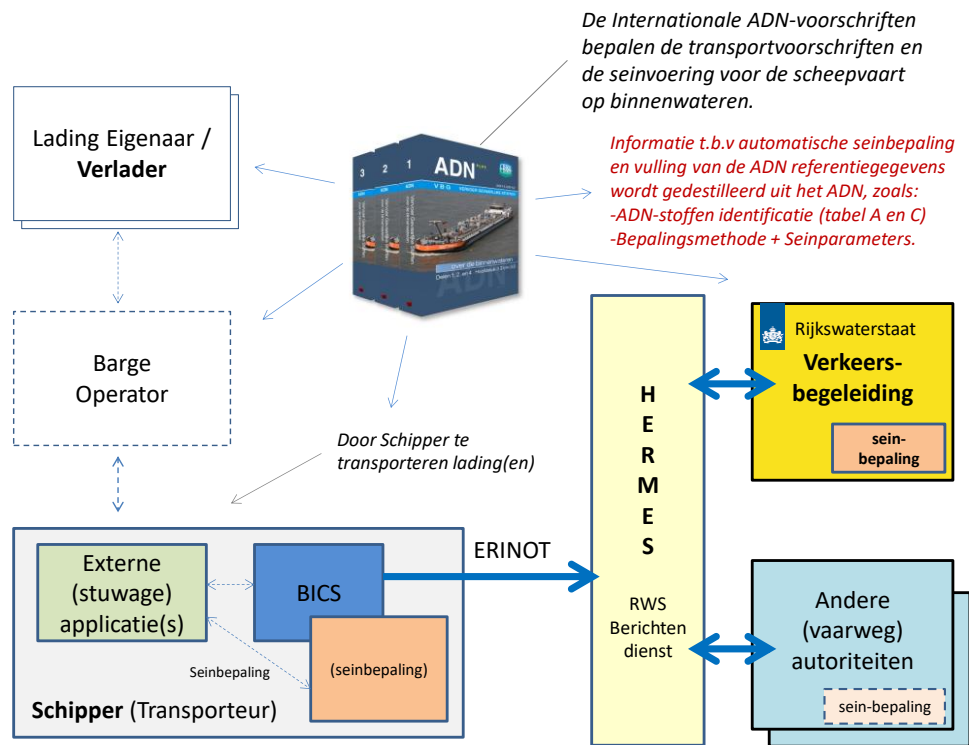 De Internationale ADN-voorschriften
bepalen de transportvoorschriften en
de seinvoering voor de scheepvaart
op binnenwateren.
Lading Eigenaar /
Verlader
3
2
1
ADN
V B G
ADN
Informatie t.b.v automatische seinbepaling
en vulling van de ADN referentiegegevens
wordt gedestilleerd uit het ADN, zoals:
-ADN-stoffen identificatie (tabel A en C)
-Bepalingsmethode + Seinparameters.
Barge
Operator
Door Schipper te
transporteren lading(en)
H
E
R
M
E
S
RWS
Berichten
dienst
Rijkswaterstaat
Verkeers-
begeleiding
sein-
bepaling
Externe
(stuwage)
applicatie(s)
BICS
ERINOT
Seinbepaling
(seinbepaling)
Schipper (Transporteur)
Andere
(vaarweg)
autoriteiten
sein-bepaling